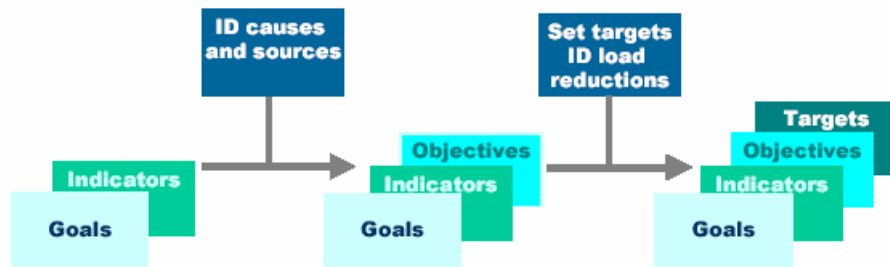 ID causes
and sources
Set targets
ID load
reductions
Indicators
Goals
Objectives
Indicators
Goals
Targets
Objectives
Indicators
Goals